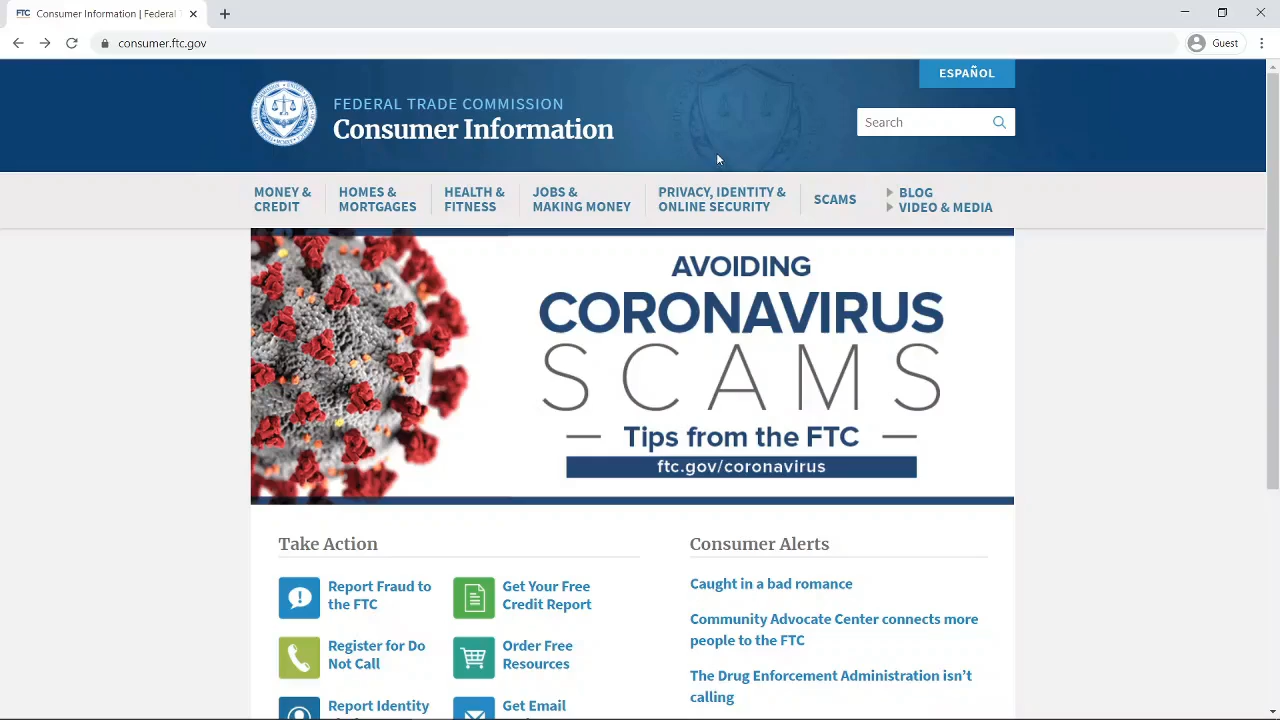 FTC Consumer Information | Federal
consumer.ftc.gov
Guest
ESPAÑOL
FEDERAL TRADE COMMISSION
Consumer Information
Search
MONEY &
CREDIT
HOMES &
MORTGAGES
HEALTH &
FITNESS
JOBS &
MAKING MONEY
PRIVACY, IDENTITY &
ONLINE SECURITY
SCAMS
BLOG
VIDEO & MEDIA
AVOIDING
CORONAVIRUS
SCAMS
Tips from the FTC
ftc.gov/coronavirus
Take Action
Report Fraud to
the FTC
Get Your Free
Credit Report
Register for Do
Not Call
Order Free
Resources
Report Identity
Get Email
Consumer Alerts
Caught in a bad romance
Community Advocate Center connects more
people to the FTC
The Drug Enforcement Administration isn't
calling